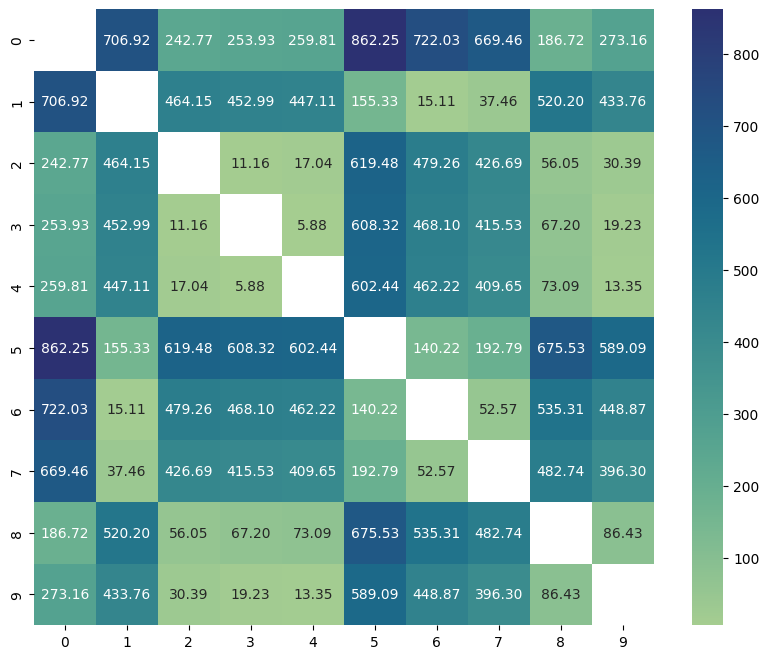 0 706.92 242.77 253.93 259.81 862.25 722.03 669.46 186.72 273.16
1 706.92 464.15 452.99 447.11 155.33 15.11 37.46 520.20 433.76
2 242.77 464.15 11.16 17.04 619.48 479.26 426.69 56.05 30.39
3 253.93 452.99 11.16 5.88 608.32 468.10 415.53 67.20 19.23
4 259.81 447.11 17.04 5.88 602.44 462.22 409.65 73.09 13.35
5 862.25 155.33 619.48 608.32 602.44 140.22 192.79 675.53 589.09
6 722.03 15.11 479.26 468.10 462.22 140.22 52.57 535.31 448.87
7 669.46 37.46 426.69 415.53 409.65 192.79 52.57 482.74 396.30
8 186.72 520.20 56.05 67.20 73.09 675.53 535.31 482.74 86.43
9 273.16 433.76 30.39 19.23 13.35 589.09 448.87 396.30 86.43
0 1 2 3 4 5 6 7 8 9
800
700
600
500
400
300
200
100